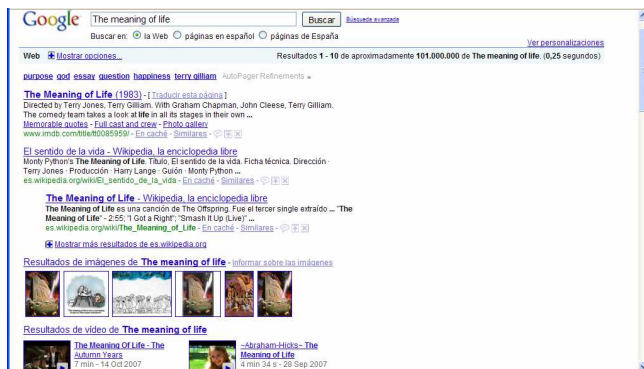 Google The meaning of life Buscar Búsqueda avanzada
Buscar en: la Web páginas en español páginas de España
Ver personalizaciones
Web Mostrar opciones... Resultados 1 - 10 de aproximadamente 101.000.000 de The meaning of life. (0,25 segundos)
purpose god essay question happiness terry gilliam AutoPager Refinements
The Meaning of Life (1983) - [ Traducir esta página ]
Directed by Terry Jones, Terry Gilliam. With Graham Chapman, John Cleese, Terry Gilliam.
The comedy team takes a look at life in all its stages in their own ...
Memorable quotes - Full cast and crew - Photo gallery
www.imdb.com/title/tt0085959/ - En caché - Similares -
El sentido de la vida - Wikipedia, la enciclopedia libre
Monty Python's The Meaning of Life. Título, El sentido de la vida. Ficha técnica. Dirección ·
Terry Jones · Producción · Harry Lange · Guión · Monty Python ...
es.wikipedia.org/wiki/El_sentido_de_la_vida - En caché - Similares -
The Meaning of Life - Wikipedia, la enciclopedia libre
The Meaning of Life es una canción de The Offspring. Fue el tercer single extraído ... "The
Meaning of Life" - 2:55; "I Got a Right"; "Smash It Up (Live)" ...
es.wikipedia.org/wiki/The_Meaning_of_Life - En caché - Similares -
Mostrar más resultados de es.wikipedia.org
Resultados de imágenes de The meaning of life - Informar sobre las imágenes
Resultados de vídeo de The meaning of life
The Meaning Of Life - The
Autumn Years
7 min - 14 Oct 2007
~Abraham-Hicks~ The
Meaning of Life
4 min 34 s - 28 Sep 2007